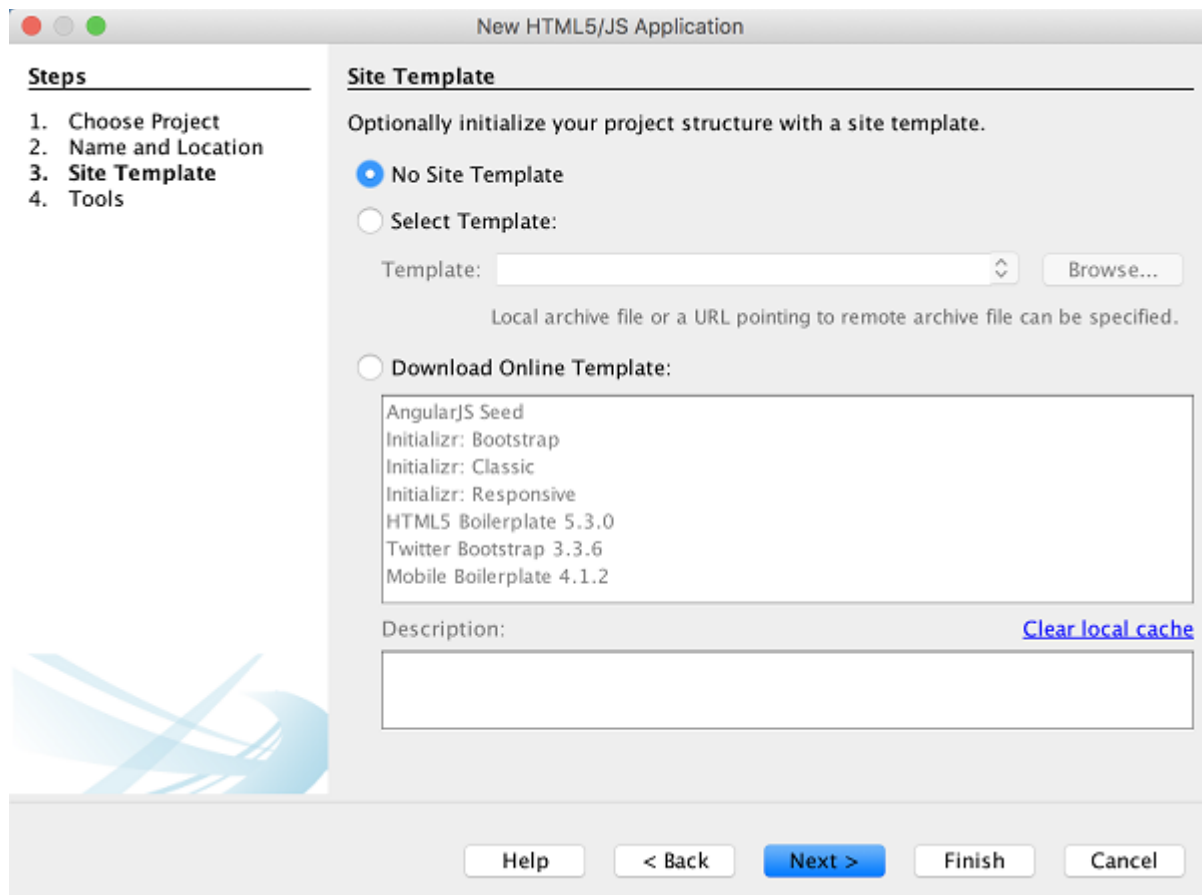 New HTML5/JS Application
Steps
1. Choose Project
2. Name and Location
3. Site Template
4. Tools
Site Template
Optionally initialize your project structure with a site template.
No Site Template
Select Template:
Template:
Browse...
Local archive file or a URL pointing to remote archive file can be specified.
Download Online Template:
AngularJS Seed
Initializr: Bootstrap
Initializr: Classic
Initializr: Responsive
HTML5 Boilerplate 5.3.0
Twitter Bootstrap 3.3.6
Mobile Boilerplate 4.1.2
Description:
Clear local cache
Help
< Back
Next >
Finish
Cancel